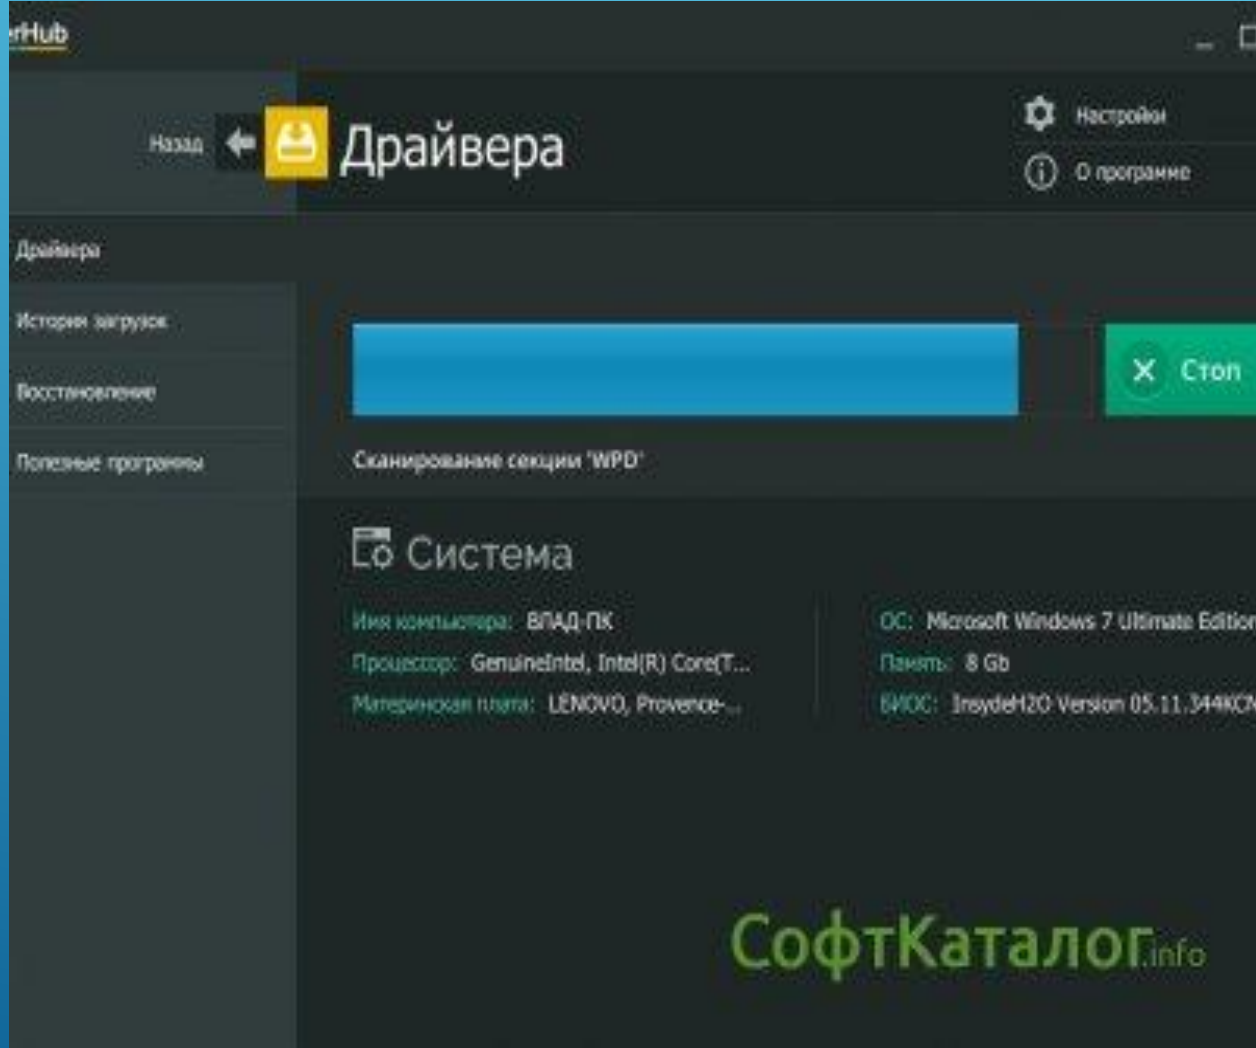 erHub
Назад
Драйвера
Настройки
О программе
Драйвера
История загрузок
Восстановление
Полезные программы
Стоп
Сканирование секции 'WPD'
Система
Имя компьютера: ВПАД-ПК
Процессор: GenuineIntel, Intel(R) Core(T...
Материнская плата: LENOVO, Provence-...
ОС: Microsoft Windows 7 Ultimate Edition
Память: 8 Gb
БИОС: InsydeH2O Version 05.11.344KCN
СофтКаталог.info